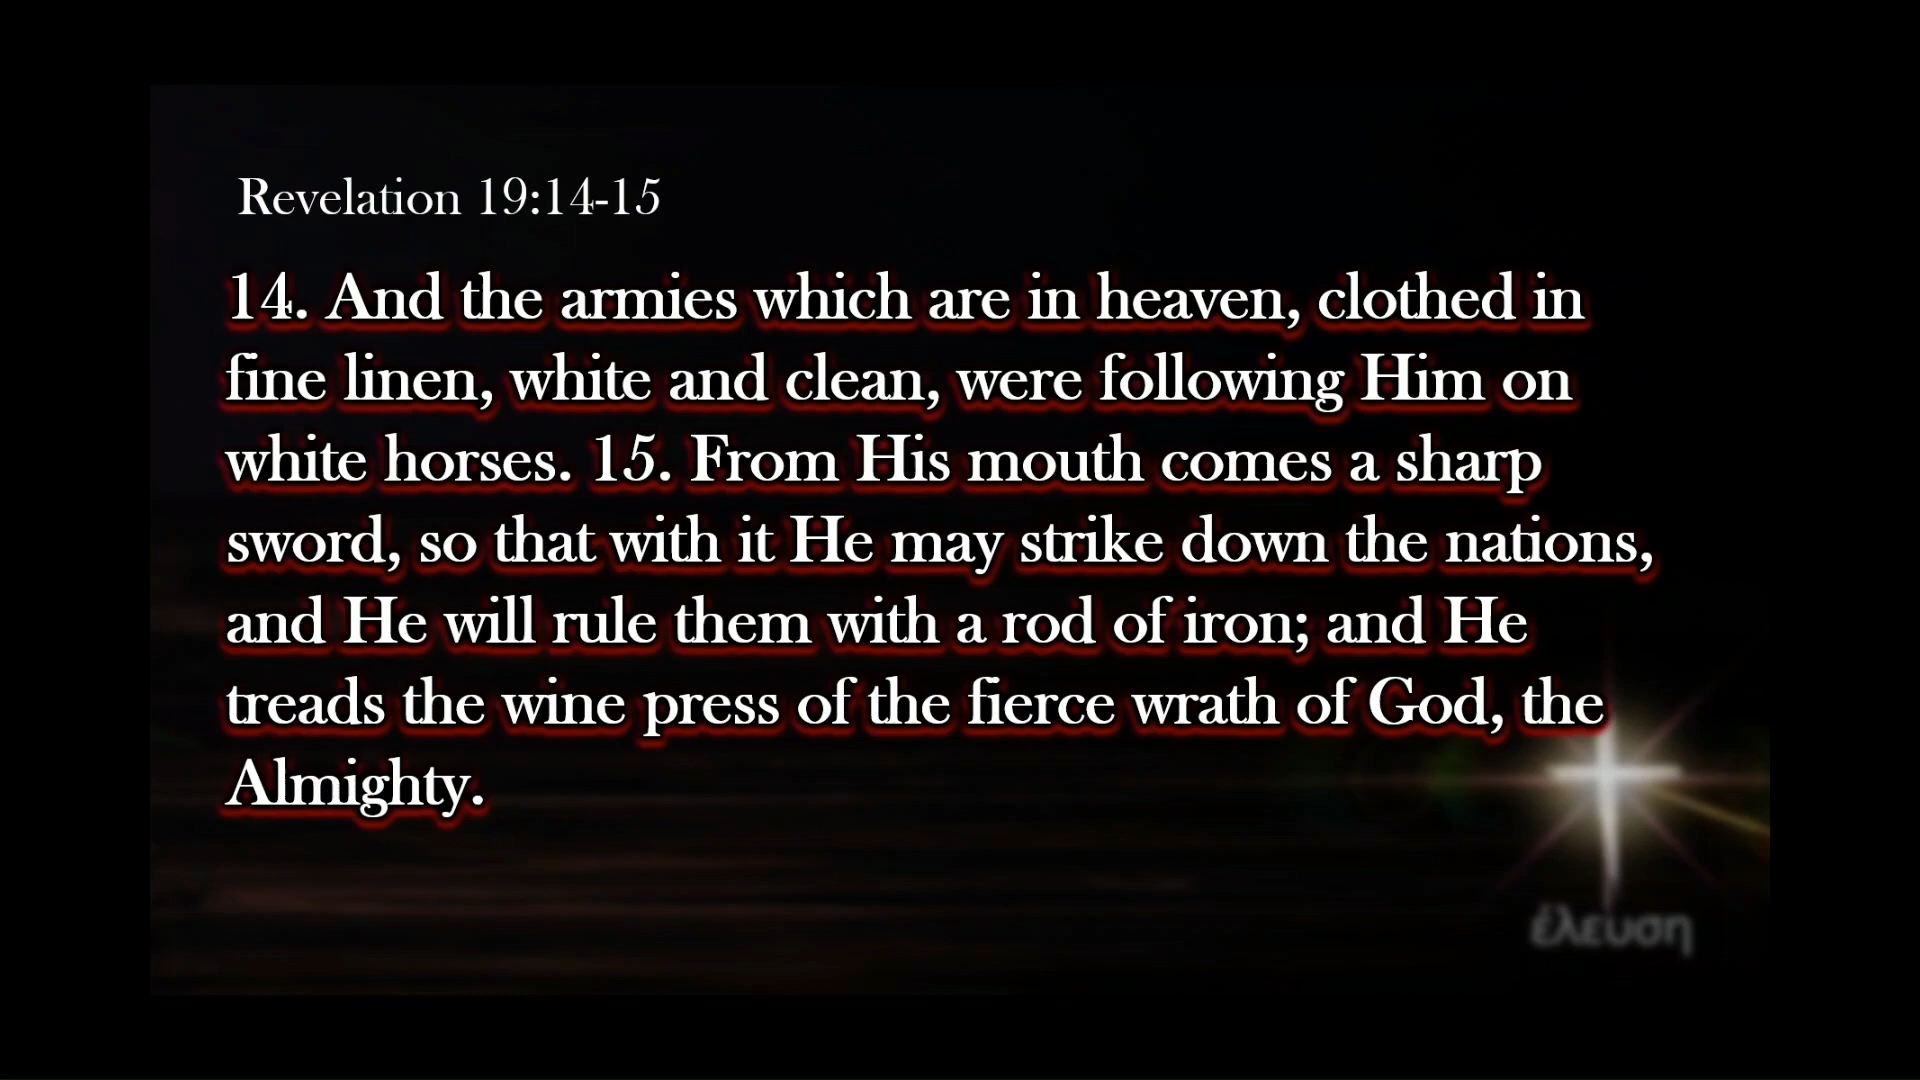 Revelation 19:14-15
14. And the armies which are in heaven, clothed in
fine linen, white and clean, were following Him on
white horses. 15. From His mouth comes a sharp
sword, so that with it He may strike down the nations,
and He will rule them with a rod of iron; and He
treads the wine press of the fierce wrath of God, the
Almighty.
έλευση